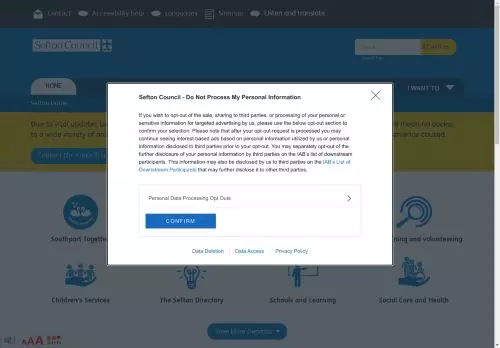 Contact
Accessibility help
Languages
Sitemap
Listen and translate
Sefton Council
HOME
I WANT TO
Sefton Council - Do Not Process My Personal Information
If you wish to opt-out of the sale, sharing to third parties, or processing of your personal or
sensitive information for targeted advertising by us, please use the below opt-out section to
confirm your selection. Please note that after your opt-out request is processed you may
continue seeing interest-based ads based on personal information utilized by us or personal
information disclosed to third parties prior to your opt-out. You may separately opt-out of the
further disclosure of your personal information by third parties on the IAB's list of downstream
participants. This information may also be disclosed by us to third parties on the IAB's List of
Downstream Participants that may further disclose it to other third parties.
Personal Data Processing Opt Outs
CONFIRM
Data Deletion
Data Access
Privacy Policy
Southport Together
and volunteering
Children's Services
The Sefton Directory
Schools and Learning
Social Care and Health
View More Services
AAA